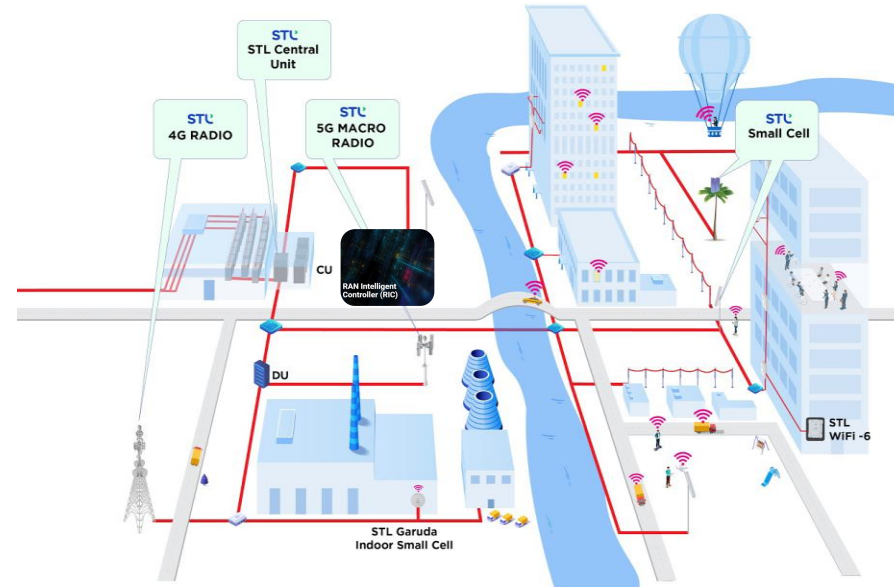 STL
STL Central
Unit
STL
4G RADIO
STL
5G MACRO
RADIO
STL
Small Cell
CU
RAN Intelligent
Controller (RIC)
DU
STL
WiFi -6
STL Garuda
Indoor Small Cell